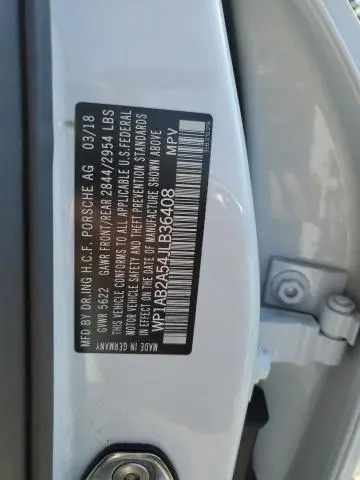 MFD BY DR.ING H.C.F. PORSCHE AG 03/18
GVWR 5622 GAWR FRONT/REAR 2844/2954 LBS
THIS VEHICLE CONFORMS TO ALL APPLICABLE U.S.FEDERAL
MOTOR VEHICLE SAFETY AND THEFT PREVENTION STANDARDS
IN EFFECT ON THE DATE OF MANUFACTURE SHOWN ABOVE
WP1AB2A54JLB36408 MPV
MADE IN GERMANY